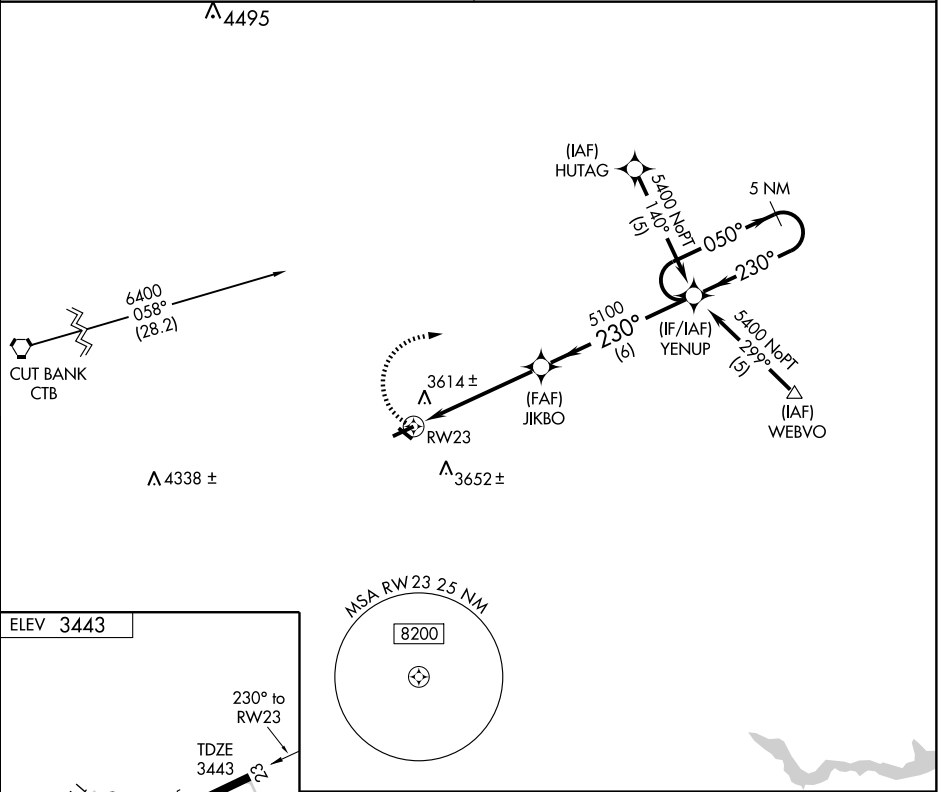 4495
(IAF)
HUTAG
5400 NoPT
140°
(5)
5 NM
050°
230°
6400
058°
(28.2)
CUT BANK
CTB
5100
230°
(6)
(IF/IAF)
YENUP
5400 NoPT
299°
(5)
(IAF)
WEBVO
(FAF)
JIKBO
3614 ±
RW23
4338 ±
3652 ±
MSA RW 23 25 NM
8200
ELEV 3443
230° to
RW23
TDZE
3443
23